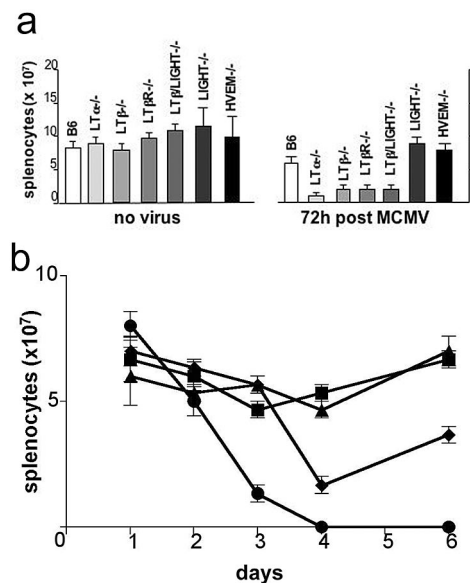 a
splenocytes (x 10⁷)
20
15
10
5
0
B6
LTα-/-
LTβ-/-
LTβR-/-
LTβ/LIGHT-/-
LIGHT-/-
HVEM-/-
no virus
B6
LTα-/-
LTβ-/-
LTβR-/-
LTβ/LIGHT-/-
LIGHT-/-
HVEM-/-
72h post MCMV
b
splenocytes (x10⁷)
10
5
0 1 2 3 4 5 6
days